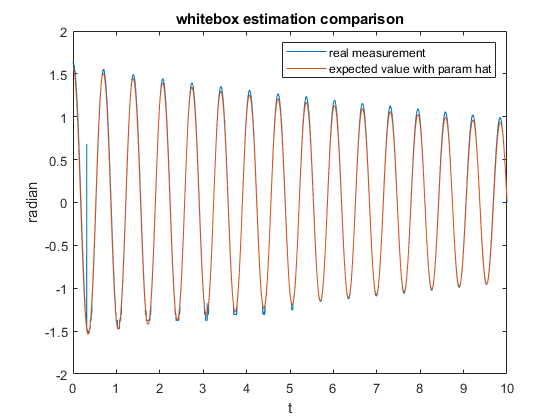 whitebox estimation comparison
real measurement
expected value with param hat
2
1.5
1
0.5
0
-0.5
-1
-1.5
-2
radian
0 1 2 3 4 5 6 7 8 9 10
t